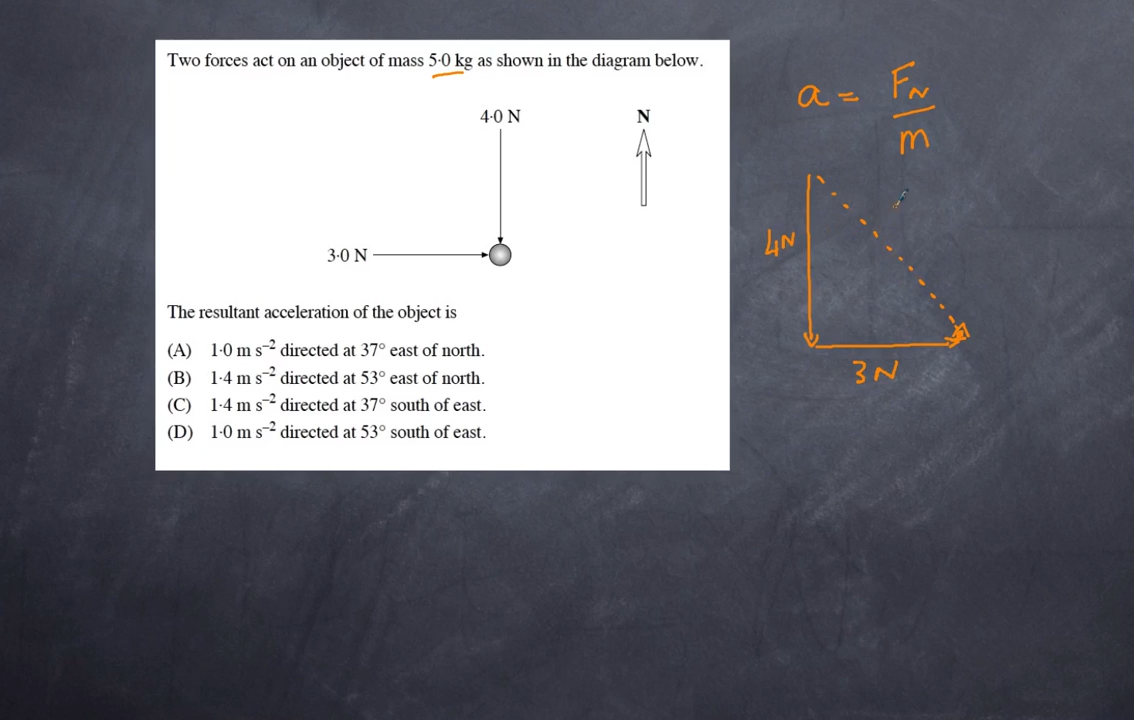 Two forces act on an object of mass 5·0 kg as shown in the diagram below.
4·0 N
N
3·0 N
The resultant acceleration of the object is
(A) 1·0 m s⁻² directed at 37° east of north.
(B) 1·4 m s⁻² directed at 53° east of north.
(C) 1·4 m s⁻² directed at 37° south of east.
(D) 1·0 m s⁻² directed at 53° south of east.
a = F_N
m
4N
3N